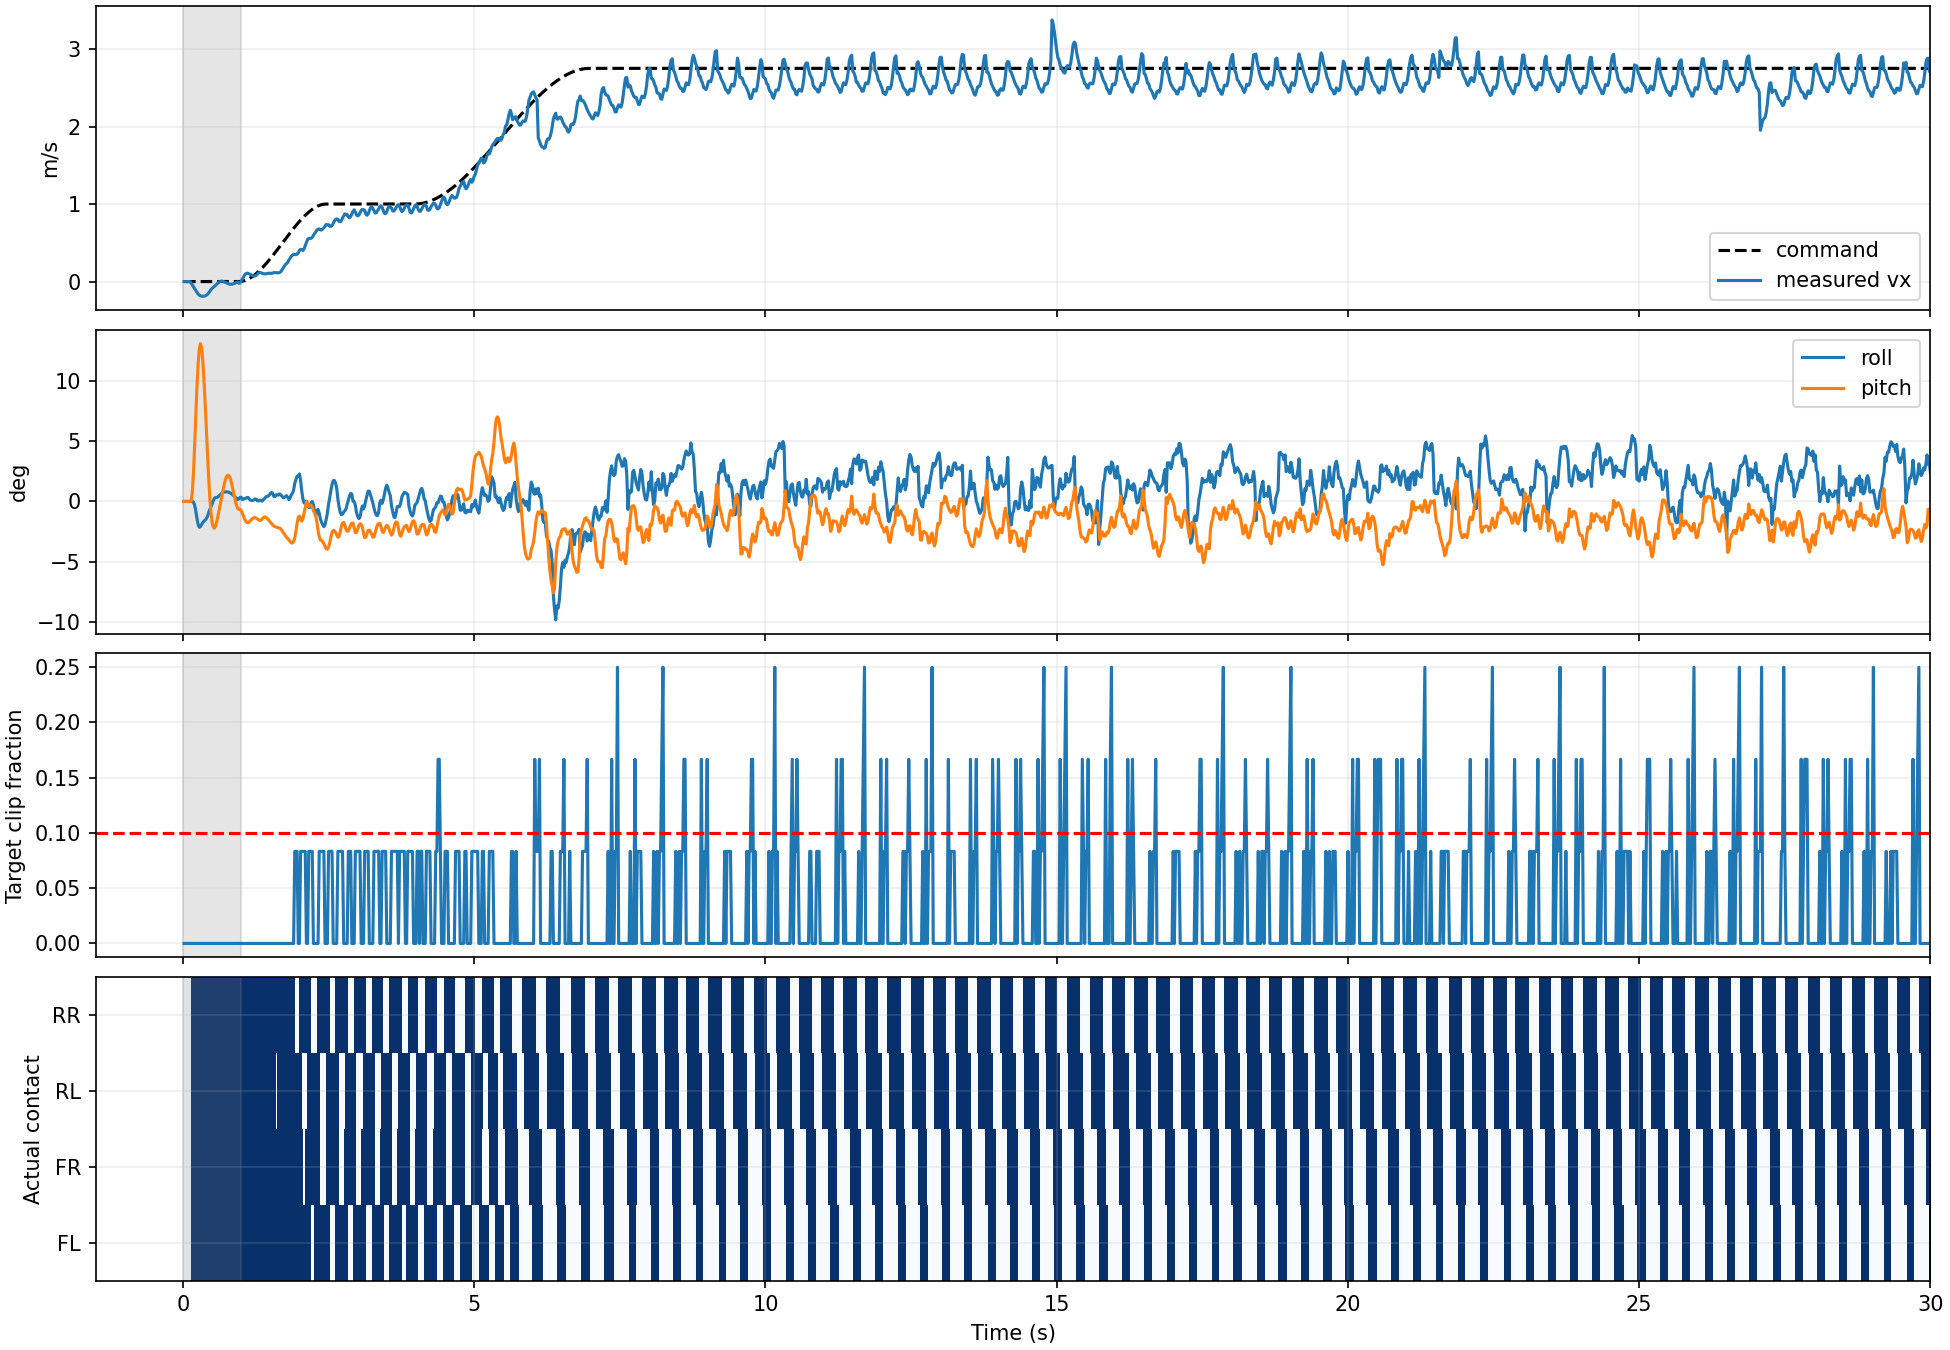 3
2
1
0
m/s
command
measured vx
10
5
0
−5
−10
deg
roll
pitch
0.25
0.20
0.15
0.10
0.05
0.00
Target clip fraction
RR
RL
FR
FL
Actual contact
0 5 10 15 20 25 30
Time (s)